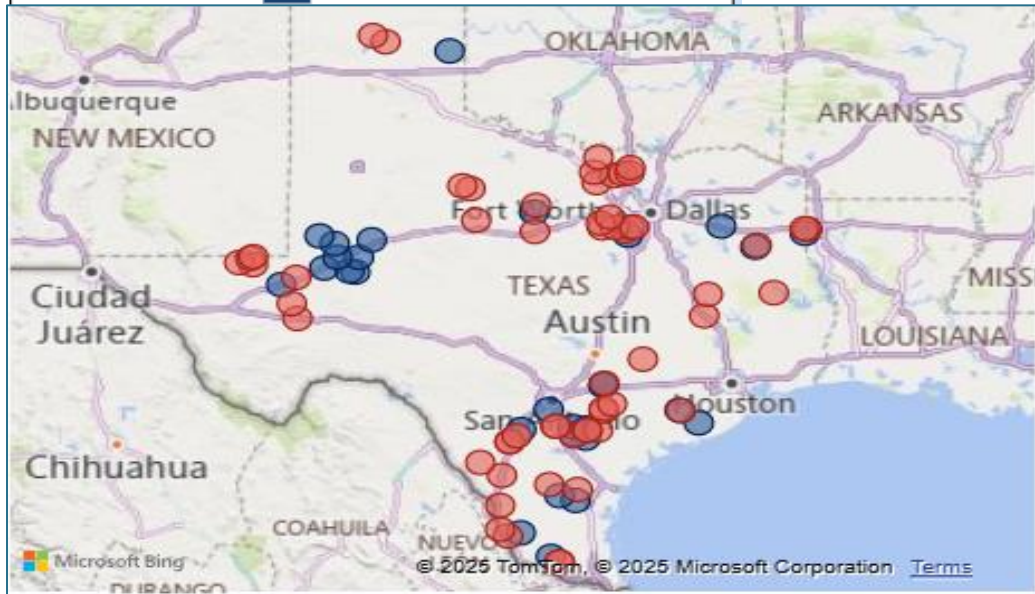 OKLAHOMA
Albuquerque
ARKANSAS
NEW MEXICO
Fort Worth
Dallas
TEXAS
MISS
Ciudad
Juárez
Austin
LOUISIANA
Houston
San Antonio
Chihuahua
COAHUILA
NUEVO
Microsoft Bing
© 2025 TomTom, © 2025 Microsoft Corporation Terms
DURANGO